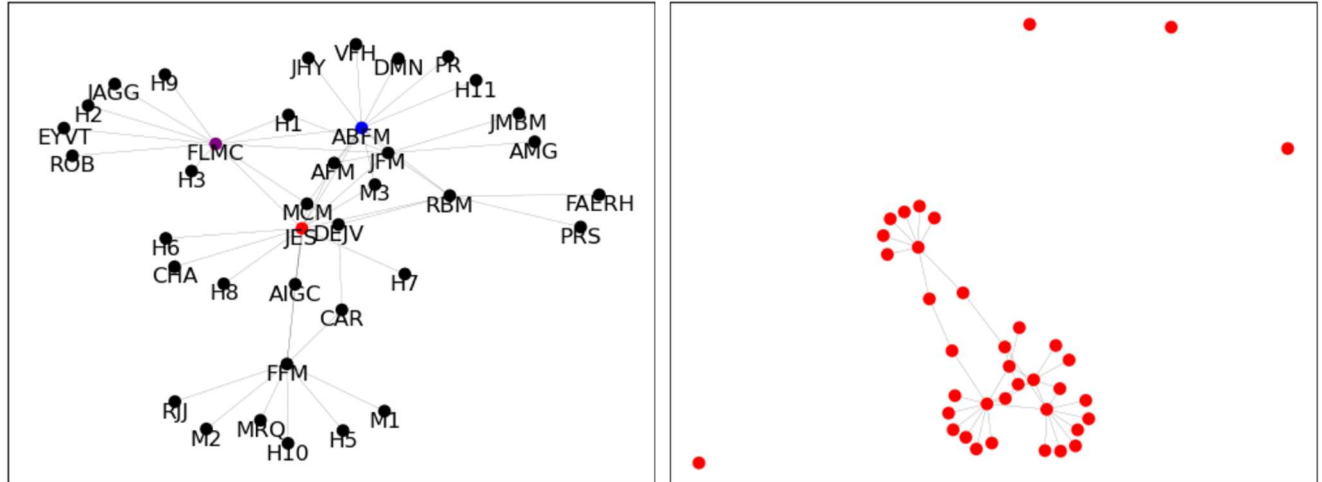 VFH
JHY
DMN
PR
H9
H11
JAGG
H2
H1
JMBM
EYVT
ABFM
AMG
FLMC
ROB
AFM
JFM
H3
M3
FAERH
RBM
MCM
PRS
JES
DEJV
H6
CHA
H8
AIGC
H7
CAR
FFM
RJJ
M1
M2
MRQ
H5
H10